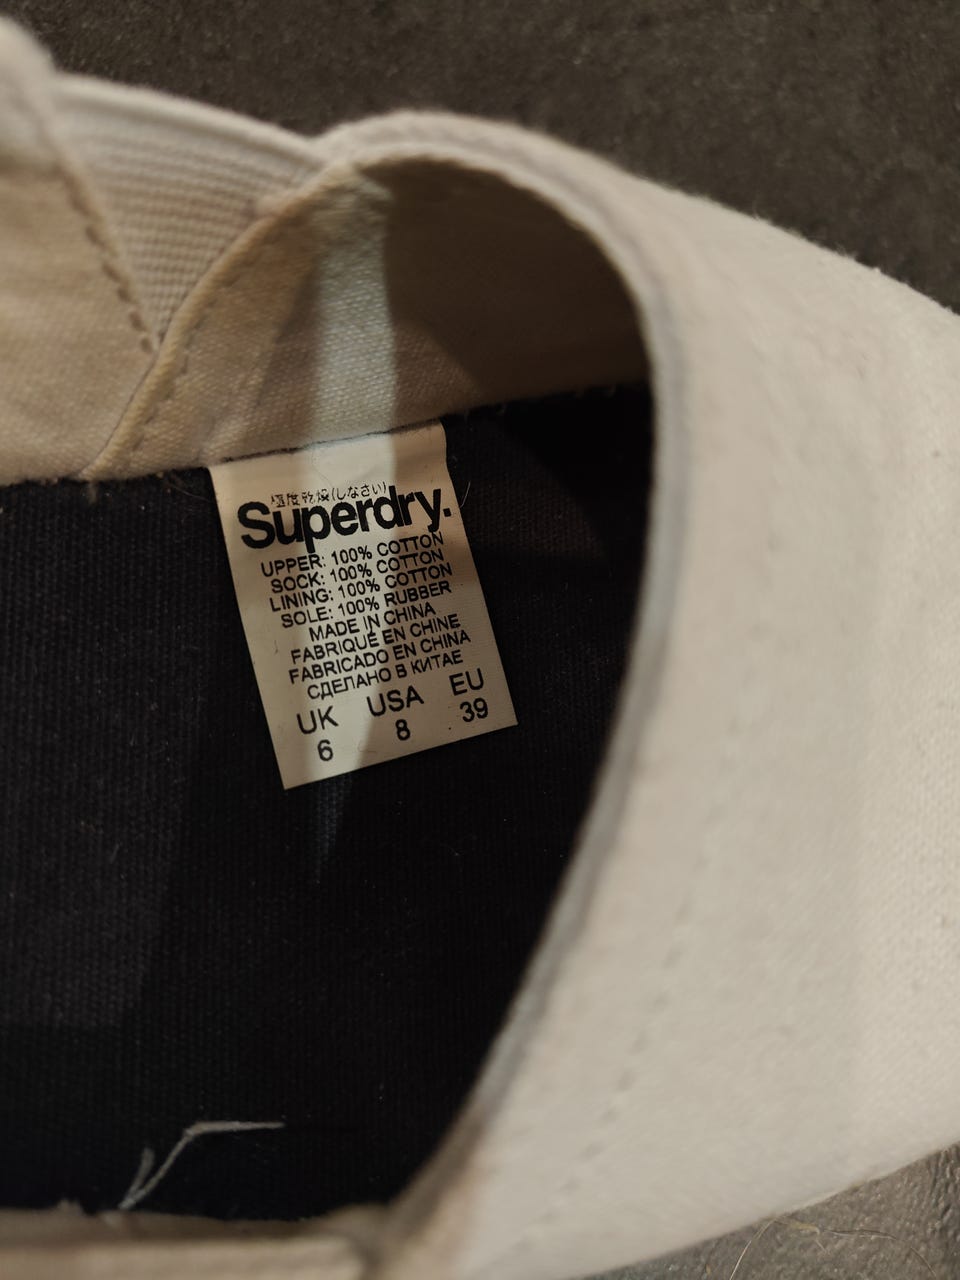 極度乾燥(しなさい)
Superdry.
UPPER: 100% COTTON
SOCK: 100% COTTON
LINING: 100% COTTON
SOLE: 100% RUBBER
MADE IN CHINA
FABRIQUÉ EN CHINE
FABRICADO EN CHINA
СДЕЛАНО В КИТАЕ
UK USA EU
6 8 39